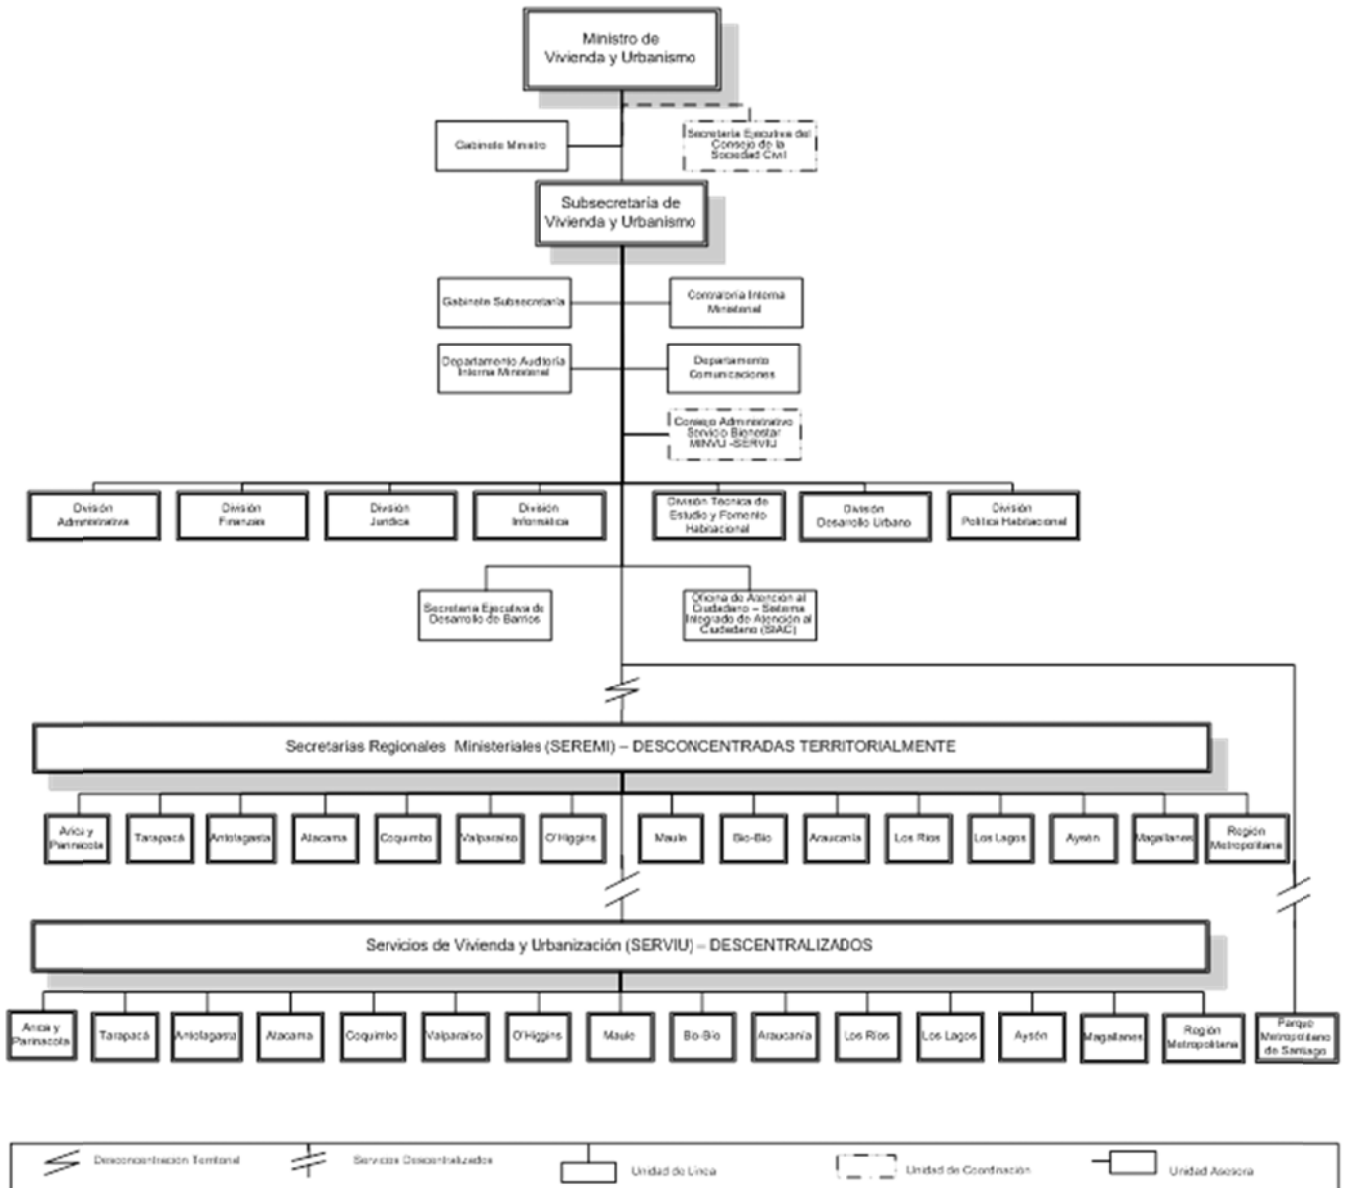 Ministro de
Vivienda y Urbanismo
Gabinete Ministro
Secretaría Ejecutiva del
Consejo de la
Sociedad Civil
Subsecretaría de
Vivienda y Urbanismo
Gabinete Subsecretaría
Contraloría Interna
Ministerial
Departamento Auditoría
Interna Ministerial
Departamento
Comunicaciones
Consejo Administrativo
Servicio Bienestar
MINVU -SERVIU
División
Administrativa
División
Finanzas
División
Jurídica
División
Informática
División Técnica de
Estudio y Fomento
Habitacional
División
Desarrollo Urbano
División
Política Habitacional
Secretaría Ejecutiva de
Desarrollo de Barrios
Oficina de Atención al
Ciudadano – Sistema
Integrado de Atención al
Ciudadano (SIAC)
Secretarías Regionales Ministeriales (SEREMI) – DESCONCENTRADAS TERRITORIALMENTE
Arica y
Parinacota
Tarapacá
Antofagasta
Atacama
Coquimbo
Valparaíso
O'Higgins
Maule
Bio-Bio
Araucanía
Los Ríos
Los Lagos
Aysén
Magallanes
Región
Metropolitana
Servicios de Vivienda y Urbanización (SERVIU) – DESCENTRALIZADOS
Arica y
Parinacota
Tarapacá
Antofagasta
Atacama
Coquimbo
Valparaíso
O'Higgins
Maule
Bo-Bío
Araucanía
Los Ríos
Los Lagos
Aysén
Magallanes
Región
Metropolitana
Parque
Metropolitano
de Santiago
Desconcentración Territorial
Servicios Descentralizados
Unidad de Línea
Unidad de Coordinación
Unidad Asesora